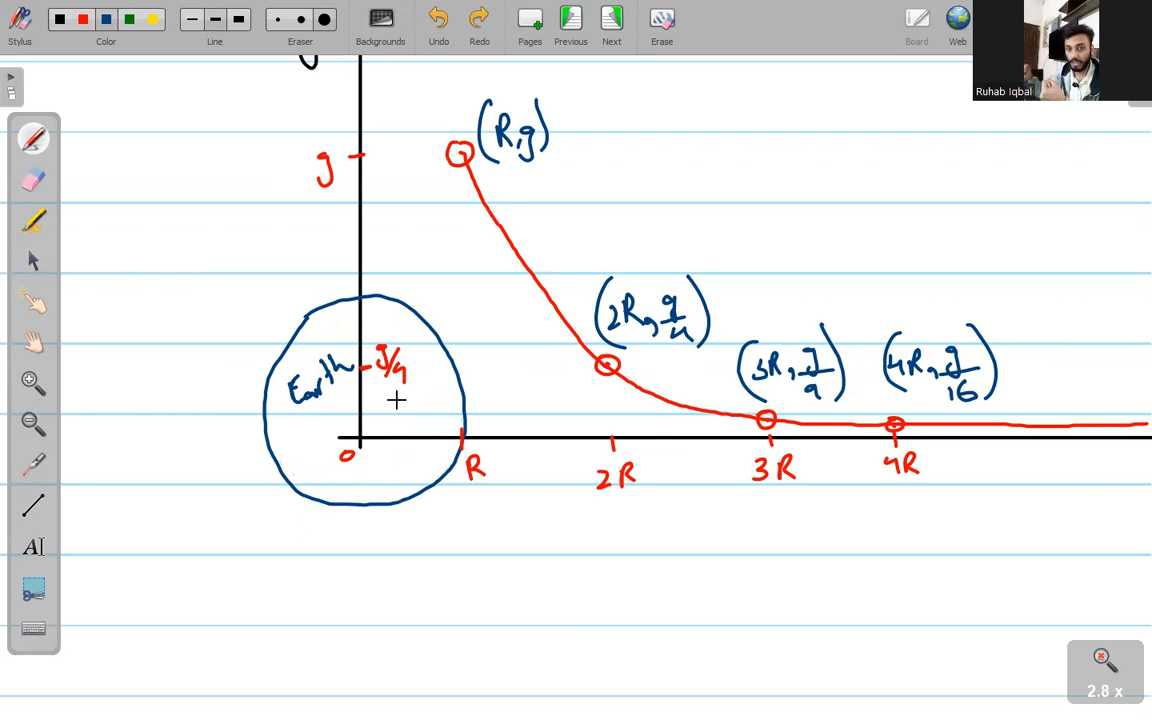 Stylus
Color
Line
Eraser
Backgrounds
Undo
Redo
Pages
Previous
Next
Erase
Board
Web
Ruhab Iqbal
g
(R, g)
(2R, g/4)
(3R, g/9)
(4R, g/16)
Earth
g/4
0
R
2R
3R
4R
AI
2.8 x